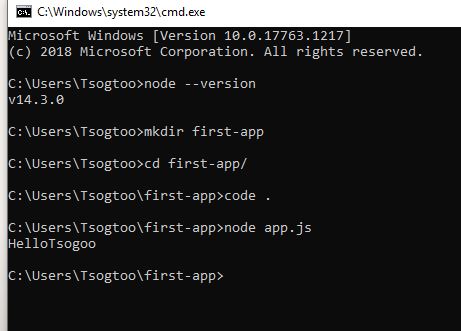 C:\Windows\system32\cmd.exe
Microsoft Windows [Version 10.0.17763.1217]
(c) 2018 Microsoft Corporation. All rights reserved.
C:\Users\Tsogtoo>node --version
v14.3.0
C:\Users\Tsogtoo>mkdir first-app
C:\Users\Tsogtoo>cd first-app/
C:\Users\Tsogtoo\first-app>code .
C:\Users\Tsogtoo\first-app>node app.js
HelloTsogoo
C:\Users\Tsogtoo\first-app>